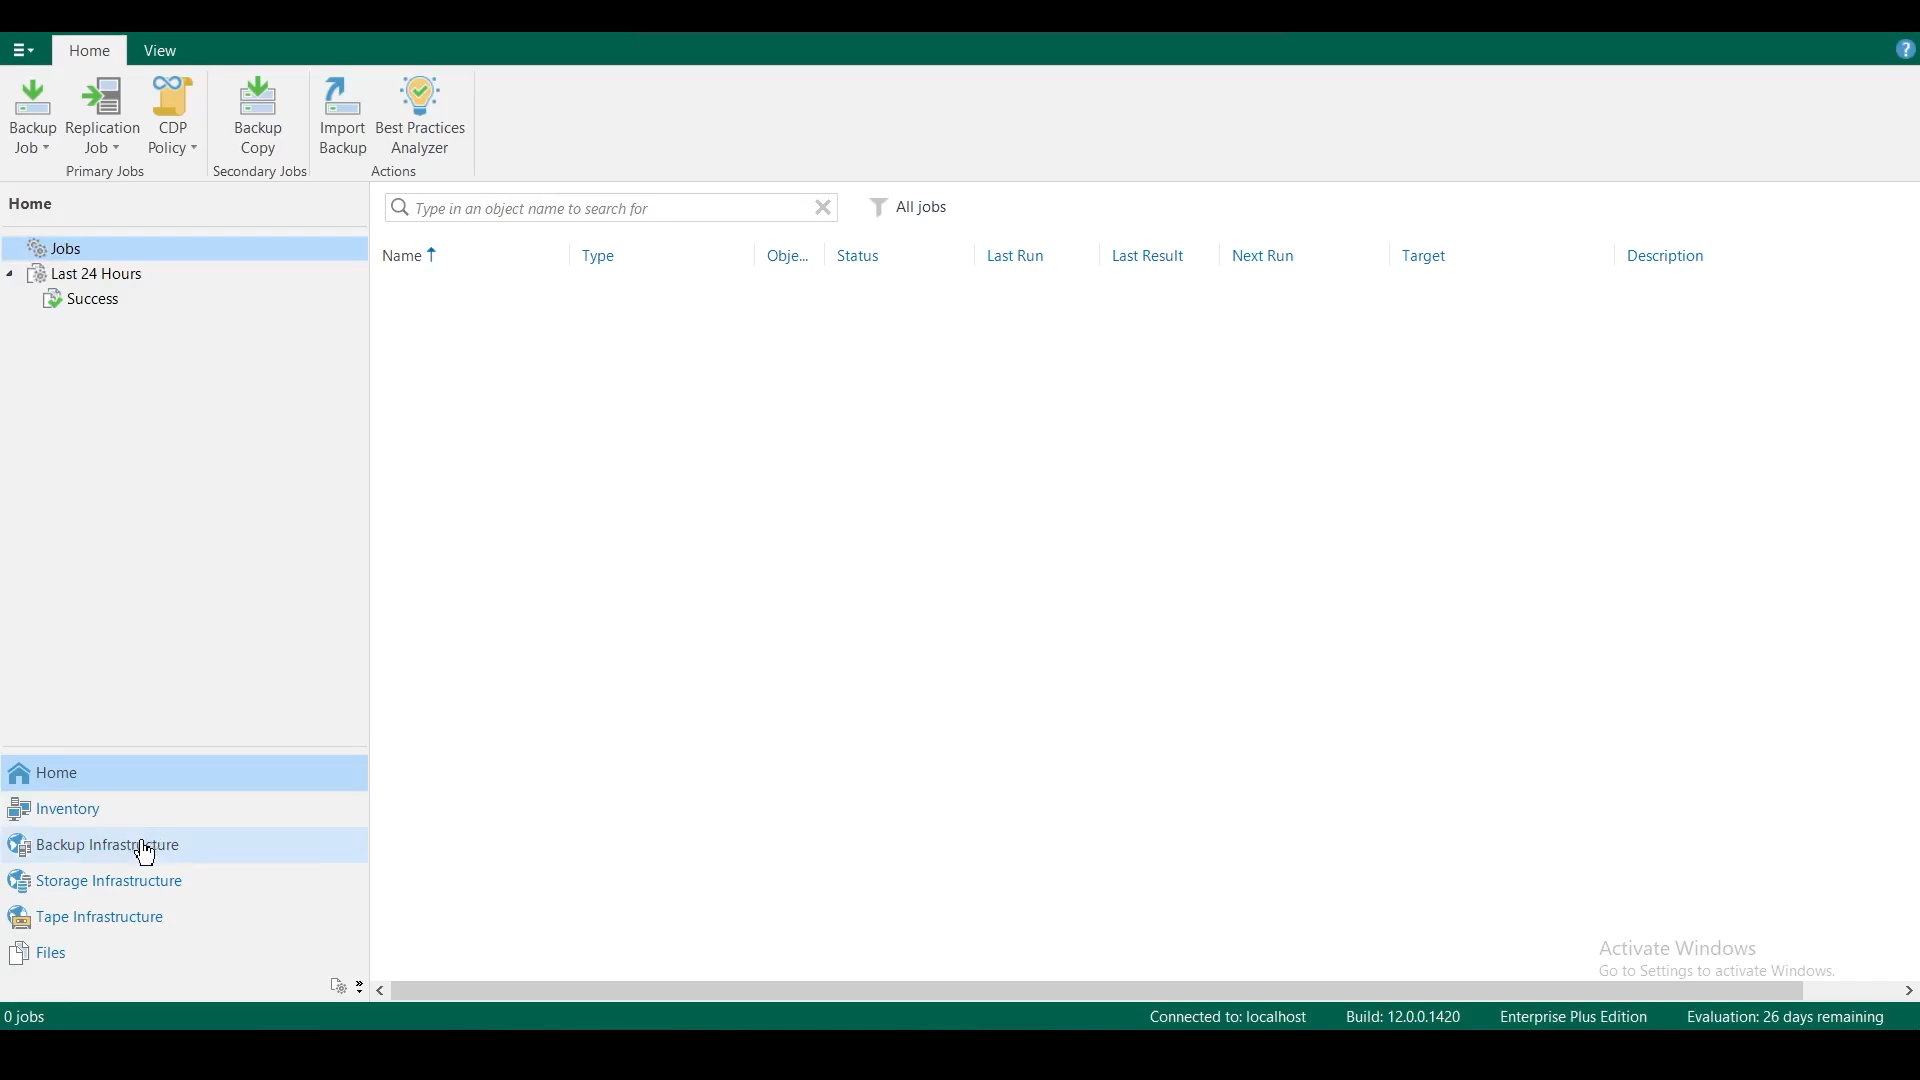 Home
View
Backup
Job
Replication
Job
CDP
Policy
Backup
Copy
Import
Backup
Best Practices
Analyzer
Primary Jobs
Secondary Jobs
Actions
Home
Type in an object name to search for
All jobs
Jobs
Last 24 Hours
Success
Name
Type
Obje...
Status
Last Run
Last Result
Next Run
Target
Description
Home
Inventory
Backup Infrastructure
Storage Infrastructure
Tape Infrastructure
Files
Activate Windows
Go to Settings to activate Windows.
0 jobs
Connected to: localhost
Build: 12.0.0.1420
Enterprise Plus Edition
Evaluation: 26 days remaining